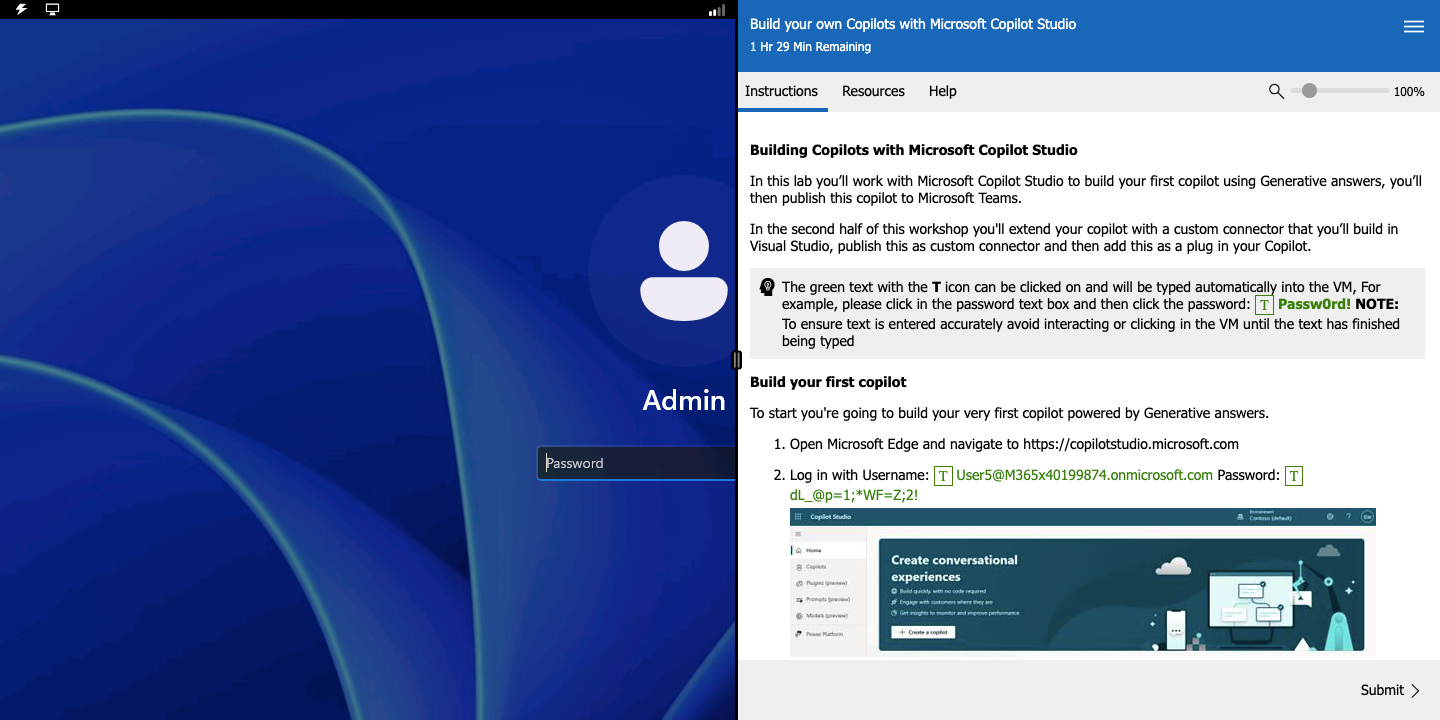 Admin
Password
Build your own Copilots with Microsoft Copilot Studio
1 Hr 29 Min Remaining
Instructions Resources Help 100%
Building Copilots with Microsoft Copilot Studio
In this lab you’ll work with Microsoft Copilot Studio to build your first copilot using Generative answers, you’ll
then publish this copilot to Microsoft Teams.
In the second half of this workshop you'll extend your copilot with a custom connector that you’ll build in
Visual Studio, publish this as custom connector and then add this as a plug in your Copilot.
The green text with the T icon can be clicked on and will be typed automatically into the VM, For
example, please click in the password text box and then click the password: T Passw0rd! NOTE:
To ensure text is entered accurately avoid interacting or clicking in the VM until the text has finished
being typed
Build your first copilot
To start you're going to build your very first copilot powered by Generative answers.
1. Open Microsoft Edge and navigate to https://copilotstudio.microsoft.com
2. Log in with Username: T User5@M365x40199874.onmicrosoft.com Password: T
dL_@p=1;*WF=Z;2!
Copilot Studio
Environment
Contoso (default)
?
Home
Copilots
Plugins (preview)
Prompts (preview)
Models (preview)
Power Platform
Create conversational
experiences
Build quickly, with no code required
Engage with customers where they are
Get insights to monitor and improve performance
+ Create a copilot
Submit